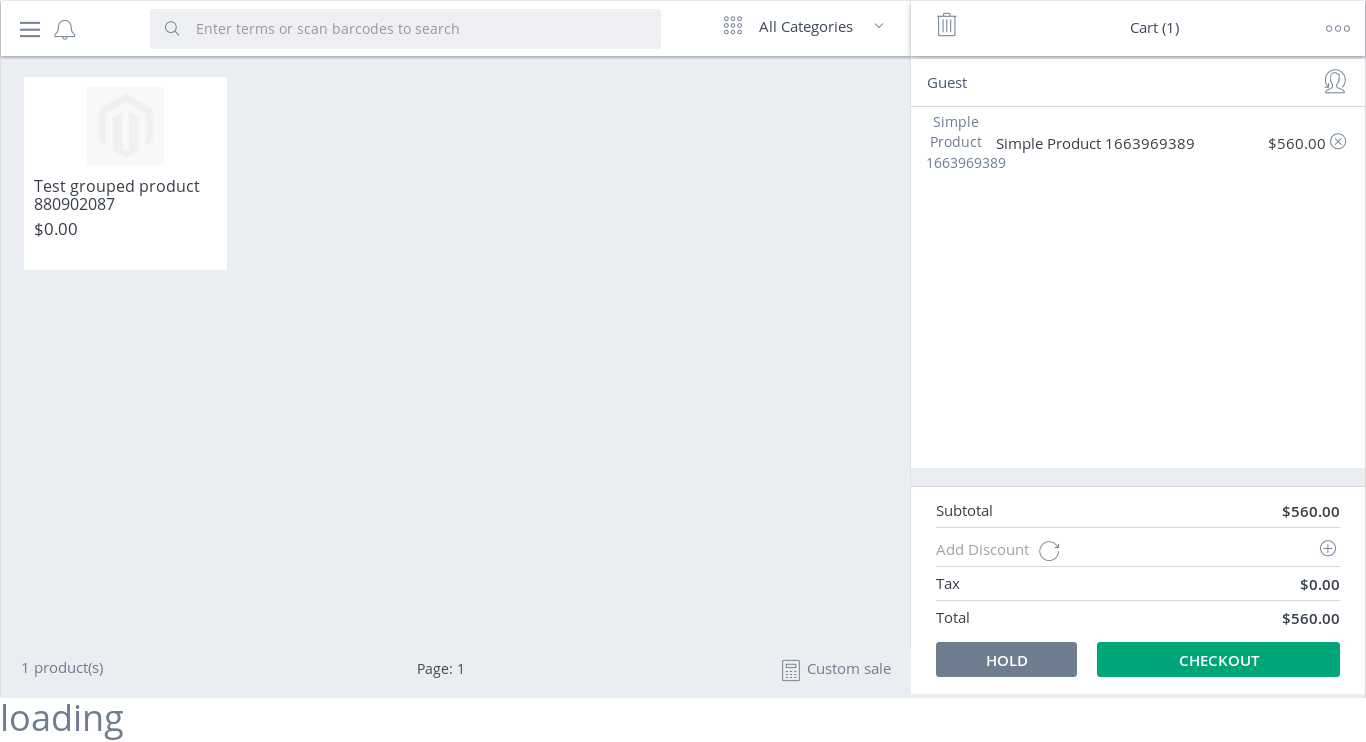 Enter terms or scan barcodes to search
All Categories
Cart (1)
Guest
Simple
Product
1663969389
Simple Product 1663969389
$560.00
Test grouped product
880902087
$0.00
Subtotal
$560.00
Add Discount
Tax
$0.00
Total
$560.00
HOLD
CHECKOUT
1 product(s)
Page: 1
Custom sale
loading